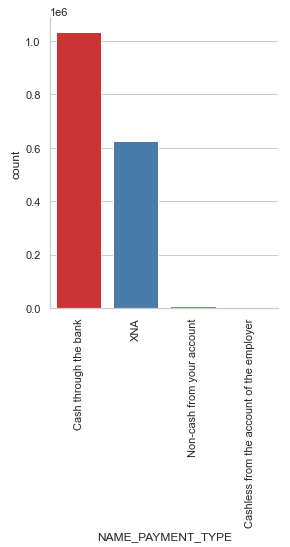 1e6
1.0
0.8
0.6
0.4
0.2
0.0
count
Cash through the bank
XNA
Non-cash from your account
Cashless from the account of the employer
NAME_PAYMENT_TYPE